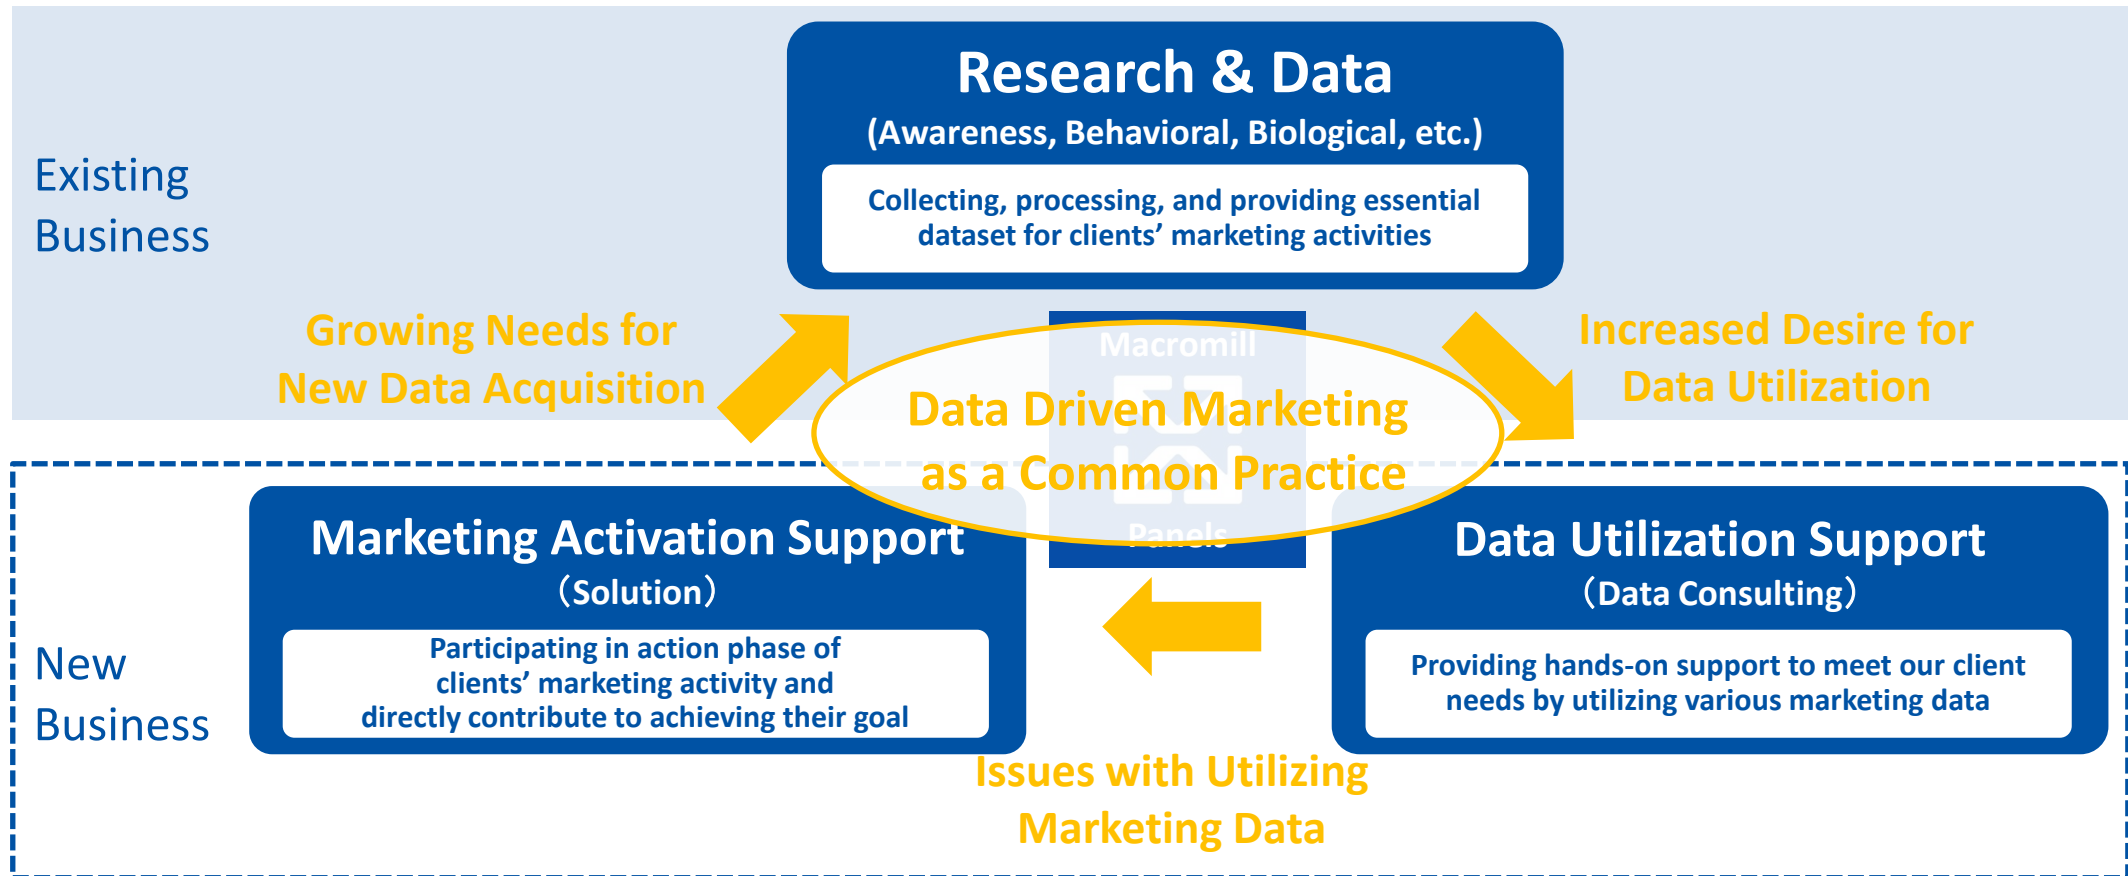 Research & Data
(Awareness, Behavioral, Biological, etc.)
Collecting, processing, and providing essential
dataset for clients’ marketing activities
Existing
Business
Growing Needs for
New Data Acquisition
Increased Desire for
Data Utilization
Macromill
Data Driven Marketing
as a Common Practice
Panels
Marketing Activation Support
（Solution）
Participating in action phase of
clients’ marketing activity and
directly contribute to achieving their goal
Data Utilization Support
（Data Consulting）
Providing hands-on support to meet our client
needs by utilizing various marketing data
New
Business
Issues with Utilizing
Marketing Data